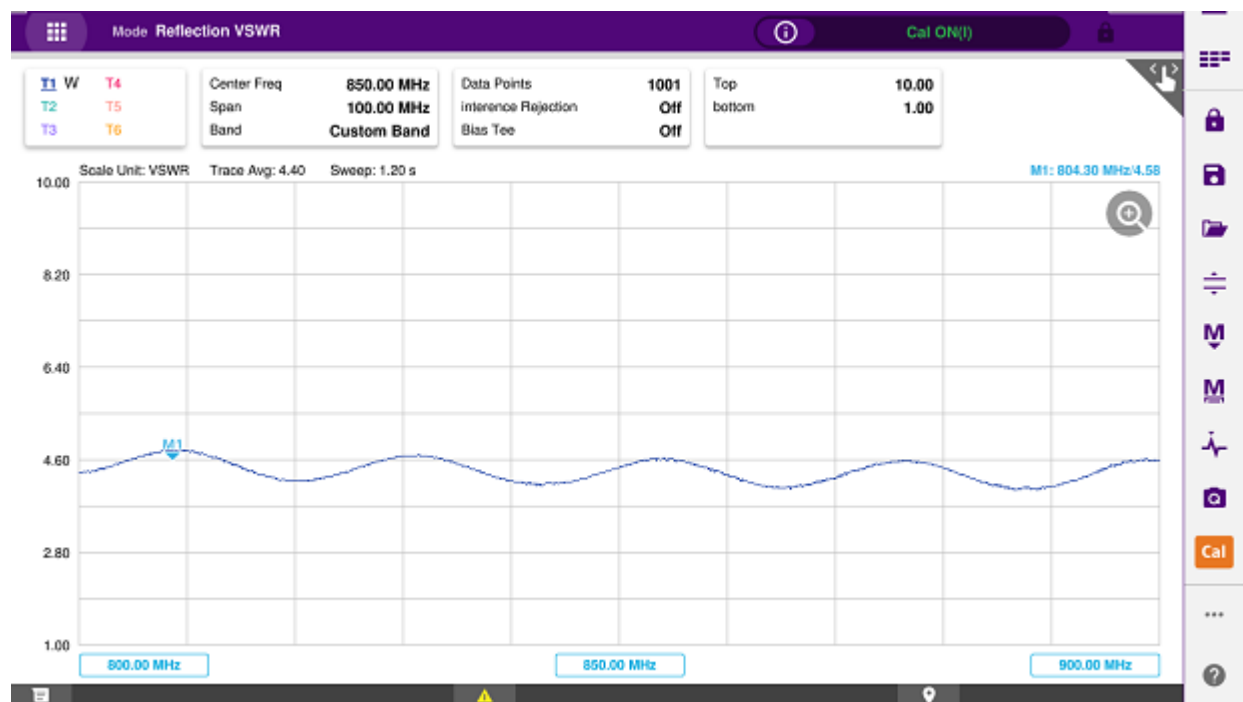 Mode Reflection VSWR
Cal ON(I)
T1 W T4
T2 T5
T3 T6
Center Freq 850.00 MHz
Span 100.00 MHz
Band Custom Band
Data Points 1001
interence Rejection Off
Bias Tee Off
Top 10.00
bottom 1.00
Scale Unit: VSWR Trace Avg: 4.40 Sweep: 1.20 s M1: 804.30 MHz/4.58
10.00
8.20
6.40
M1
4.60
2.80
1.00
800.00 MHz 850.00 MHz 900.00 MHz
M
M
Cal